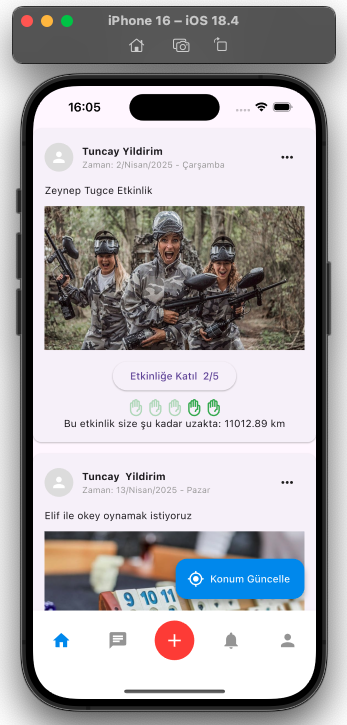 iPhone 16 – iOS 18.4
16:05
Tuncay Yildirim
Zaman: 2/Nisan/2025 - Çarşamba
Zeynep Tugce Etkinlik
Etkinliğe Katıl 2/5
Bu etkinlik size şu kadar uzakta: 11012.89 km
Tuncay Yildirim
Zaman: 13/Nisan/2025 - Pazar
Elif ile okey oynamak istiyoruz
9 10 11
Konum Güncelle